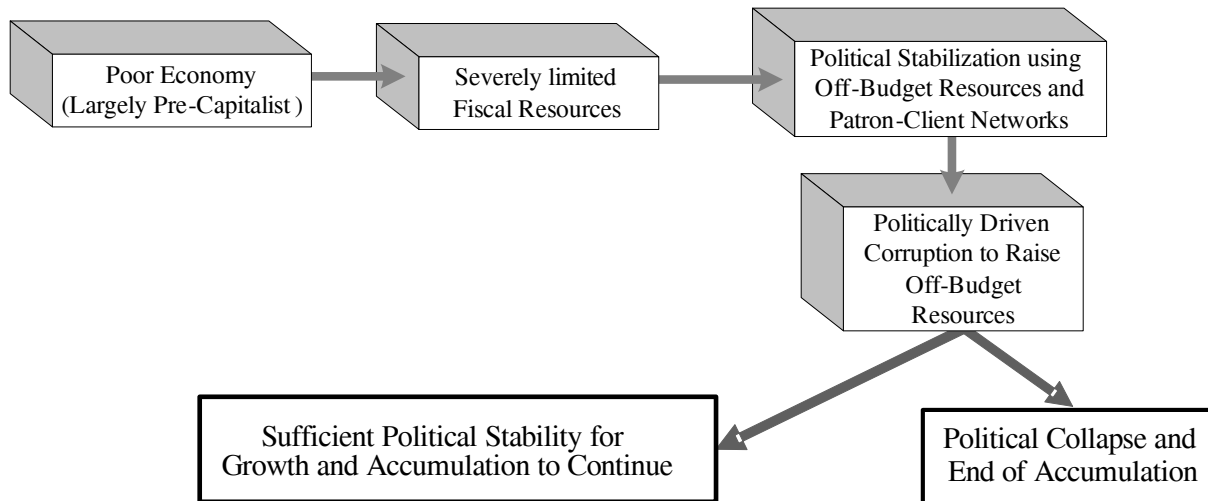 Poor Economy
(Largely Pre-Capitalist )
Severely limited
Fiscal Resources
Political Stabilization using
Off-Budget Resources and
Patron-Client Networks
Politically Driven
Corruption to Raise
Off-Budget
Resources
Sufficient Political Stability for
Growth and Accumulation to Continue
Political Collapse and
End of Accumulation